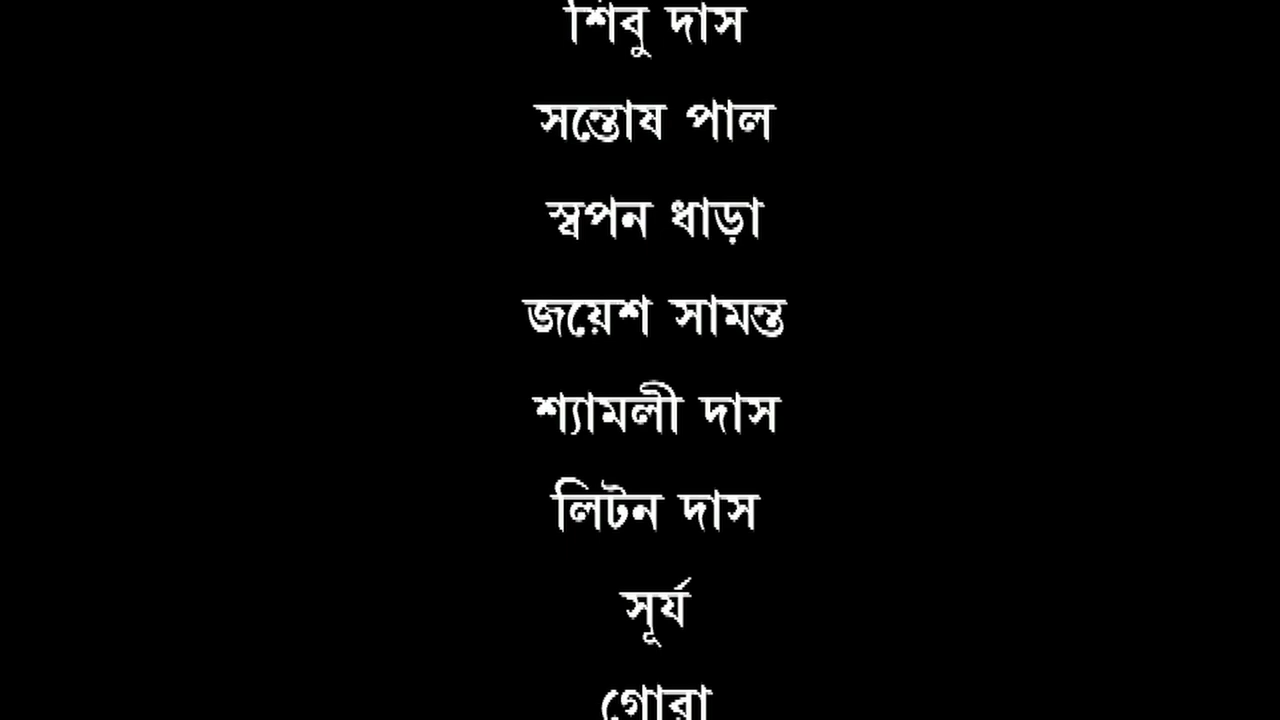 শিবু দাস
সন্তোষ পাল
স্বপন ধাড়া
জয়েশ সামন্ত
শ্যামলী দাস
লিটন দাস
সূর্য
গোরা